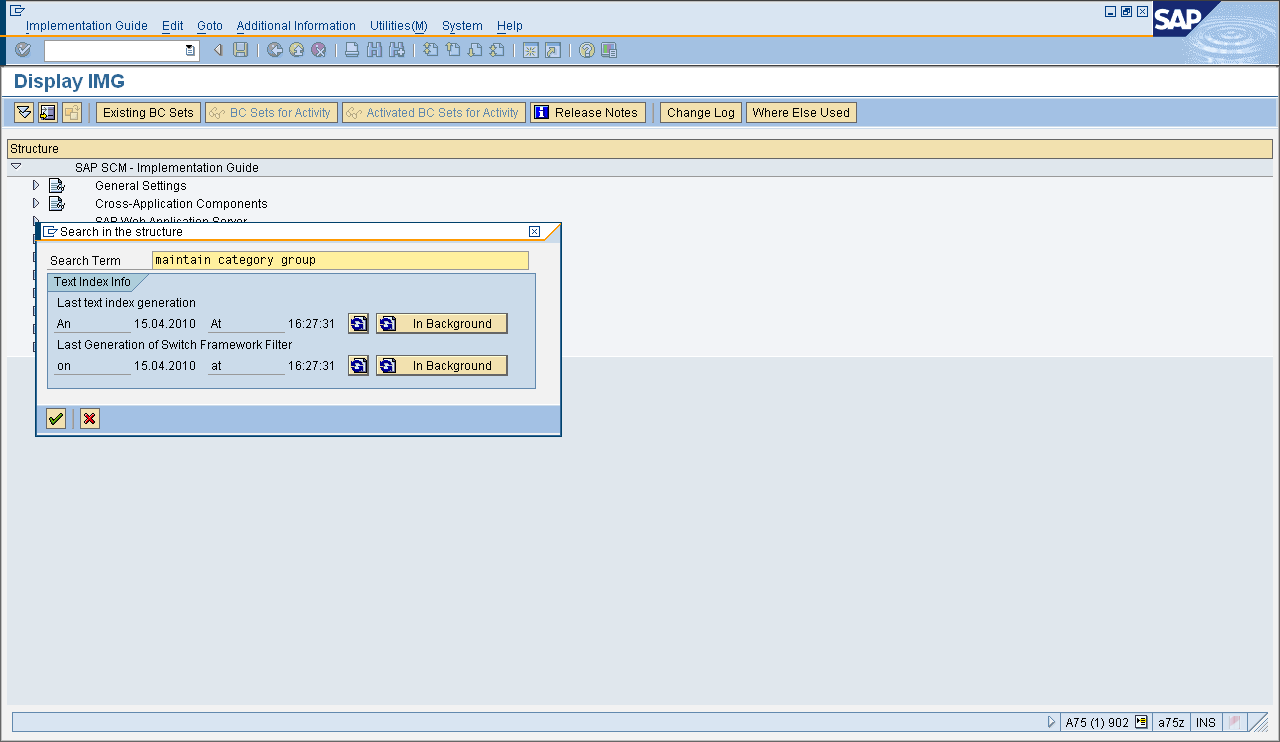 Implementation Guide Edit Goto Additional Information Utilities(M) System Help
SAP
Display IMG
Existing BC Sets BC Sets for Activity Activated BC Sets for Activity Release Notes Change Log Where Else Used
Structure
SAP SCM - Implementation Guide
General Settings
Cross-Application Components
SAP Web Application Server
Search in the structure
Search Term maintain category group
Text Index Info
Last text index generation
An 15.04.2010 At 16:27:31 In Background
Last Generation of Switch Framework Filter
on 15.04.2010 at 16:27:31 In Background
A75 (1) 902 a75z INS